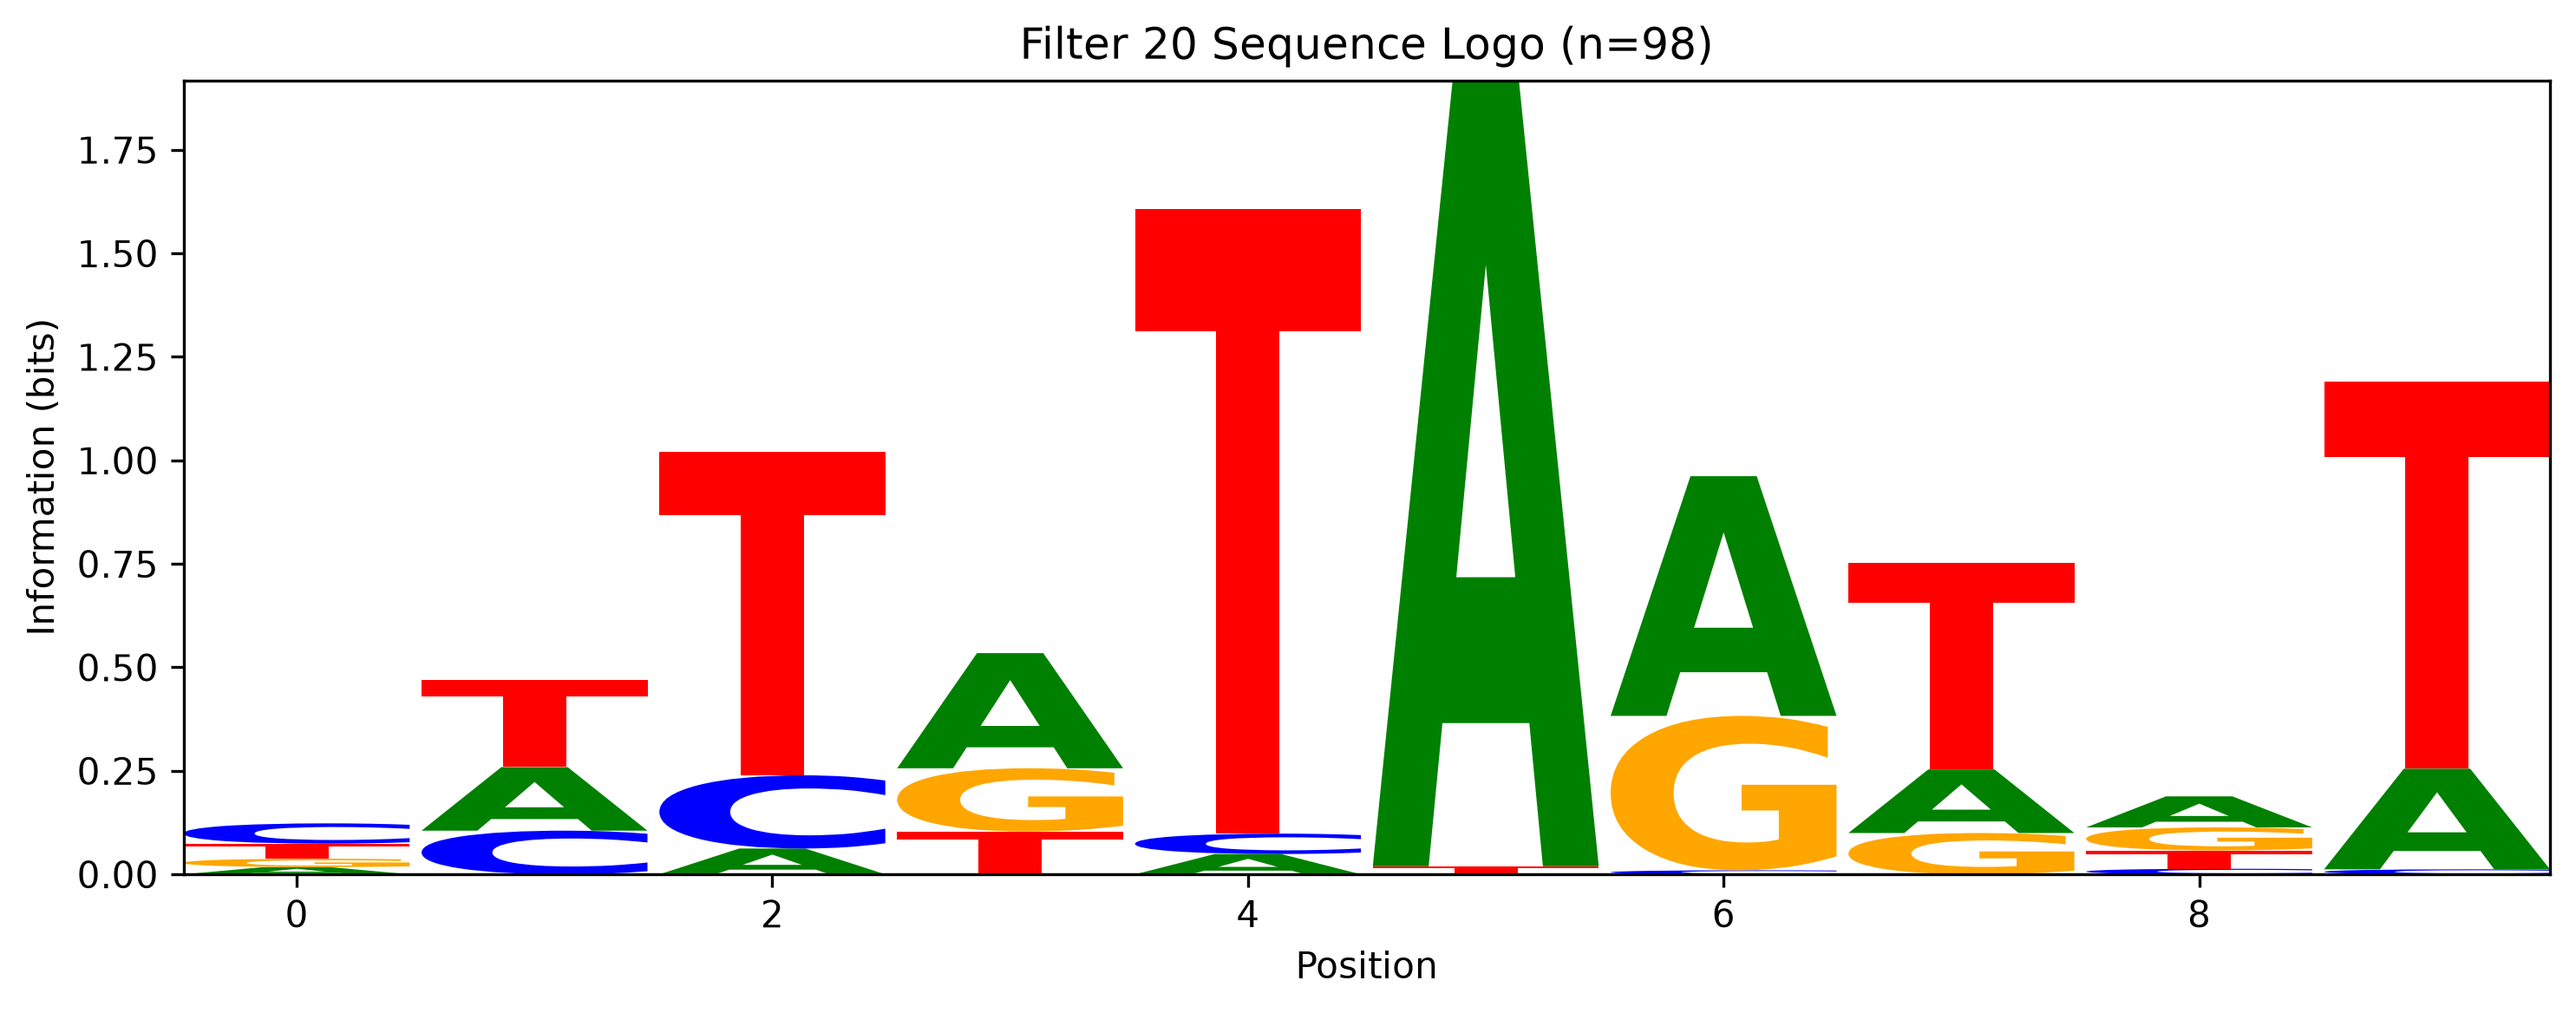 Filter 20 Sequence Logo (n=98)
Information (bits)
1.75
1.50
1.25
1.00
0.75
0.50
0.25
0.00
C T G A
T A C
T C A
A G T
T C A
A T
A G C
T A G
A G T C
T A C
0 2 4 6 8
Position